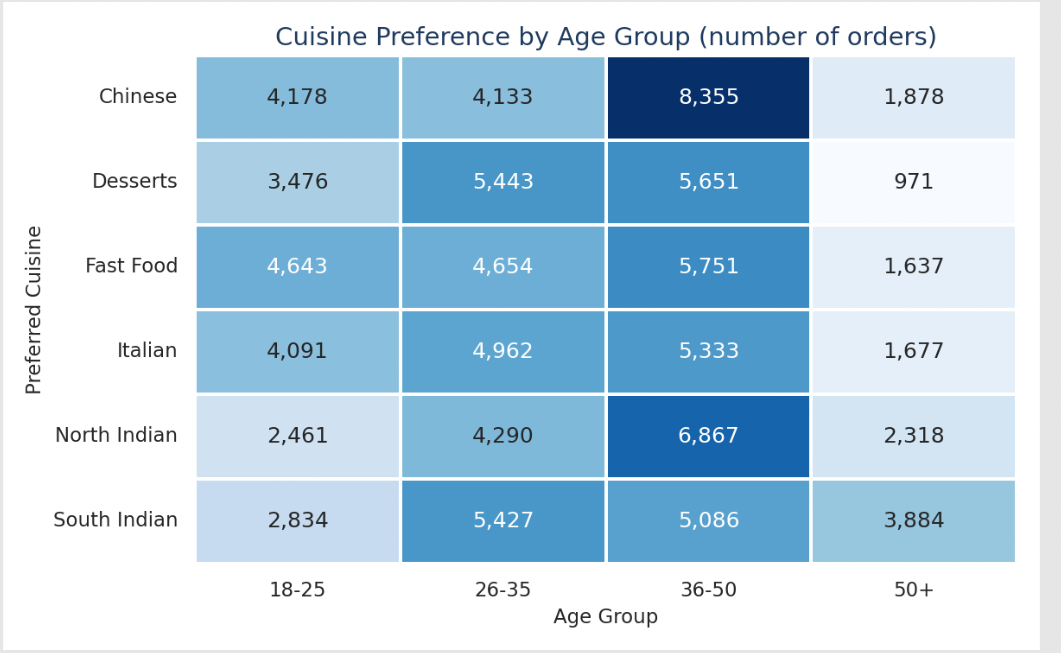 Cuisine Preference by Age Group (number of orders)
Preferred Cuisine
Chinese 4,178 4,133 8,355 1,878
Desserts 3,476 5,443 5,651 971
Fast Food 4,643 4,654 5,751 1,637
Italian 4,091 4,962 5,333 1,677
North Indian 2,461 4,290 6,867 2,318
South Indian 2,834 5,427 5,086 3,884
18-25 26-35 36-50 50+
Age Group